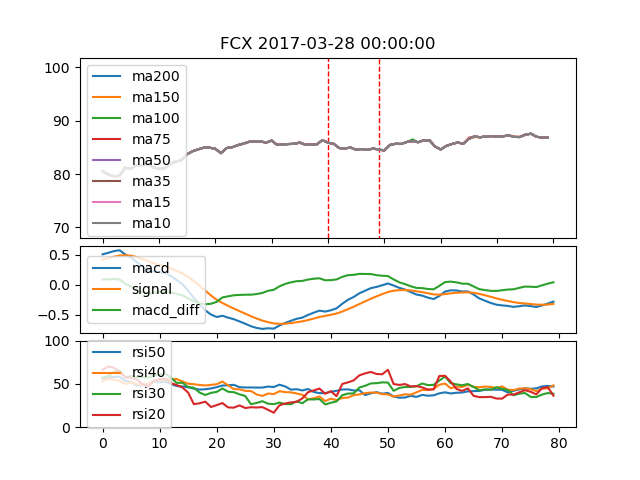 FCX 2017-03-28 00:00:00
100
90
80
70
ma200
ma150
ma100
ma75
ma50
ma35
ma15
ma10
0.5
0.0
−0.5
macd
signal
macd_diff
100
50
0
rsi50
rsi40
rsi30
rsi20
0 10 20 30 40 50 60 70 80